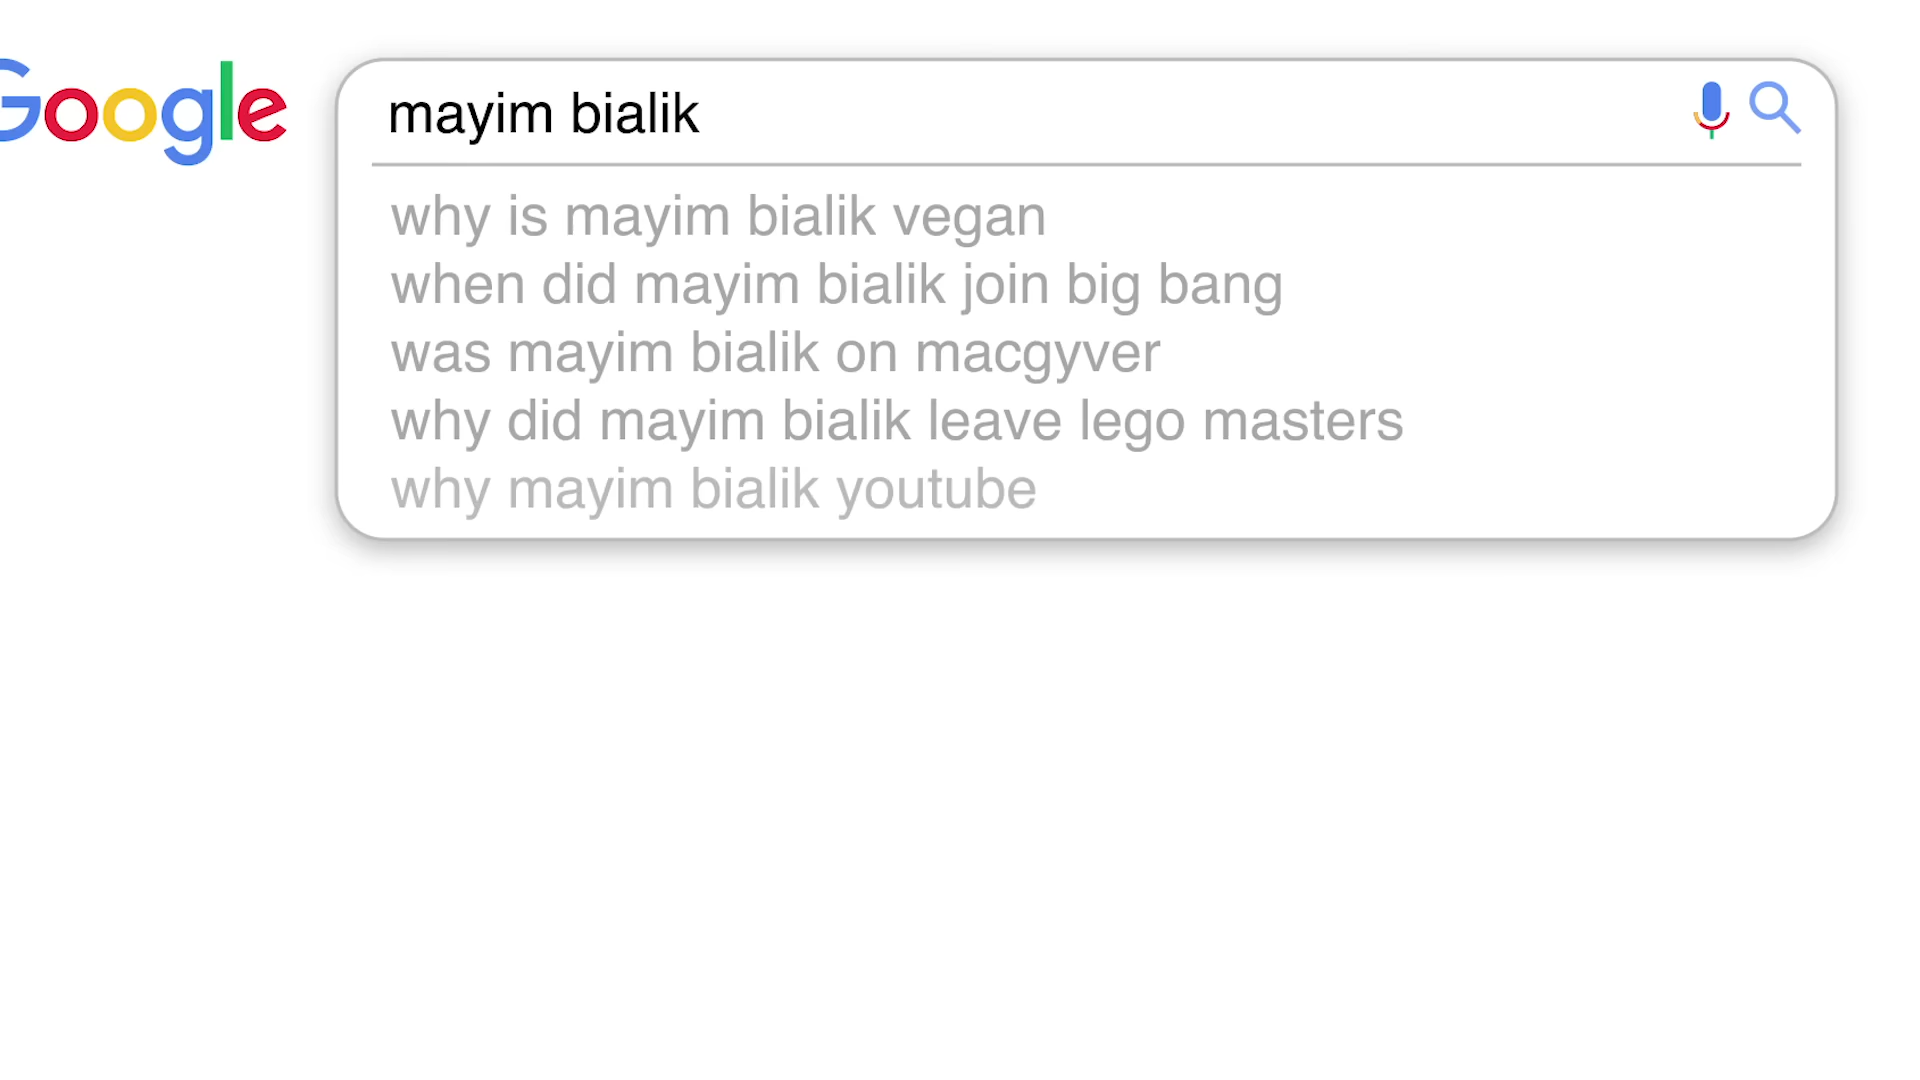 Google
mayim bialik
why is mayim bialik vegan
when did mayim bialik join big bang
was mayim bialik on macgyver
why did mayim bialik leave lego masters
why mayim bialik youtube